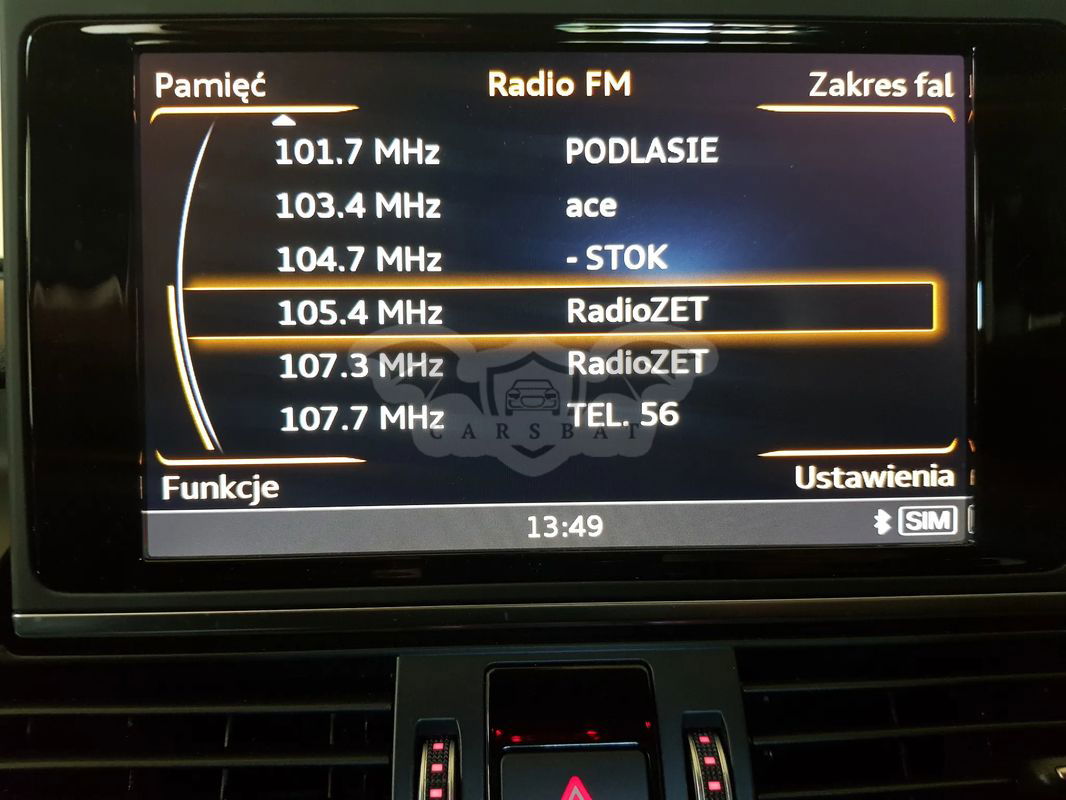 Pamięć Radio FM Zakres fal
101.7 MHz PODLASIE
103.4 MHz ace
104.7 MHz - STOK
105.4 MHz RadioZET
107.3 MHz RadioZET
107.7 MHz TEL. 56
CARSBAT
Funkcje Ustawienia
13:49 SIM